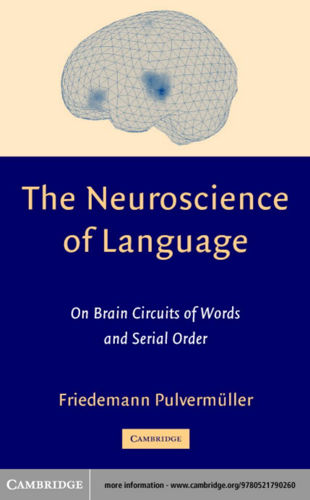 The Neuroscience
of Language
On Brain Circuits of Words
and Serial Order
Friedemann Pulvermüller
CAMBRIDGE
CAMBRIDGE more information - www.cambridge.org/9780521790260